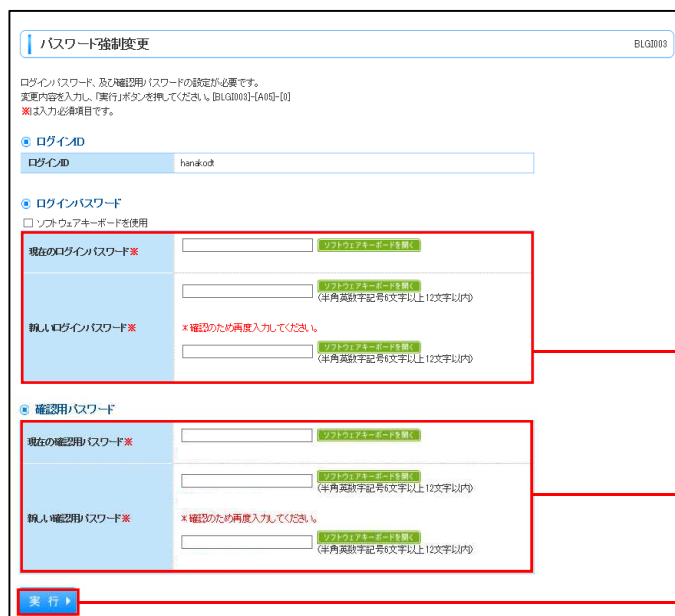 パスワード強制変更 BLGI003
ログインパスワード、及び確認用パスワードの設定が必要です。
変更内容を入力し、「実行」ボタンを押してください。[BLGI003]-[A05]-[0]
※は入力必須項目です。
ログインID
ログインID hanakodt
ログインパスワード
ソフトウェアキーボードを使用
現在のログインパスワード※ ソフトウェアキーボードを開く
ソフトウェアキーボードを開く
(半角英数字記号6文字以上12文字以内)
新しいログインパスワード※ ※確認のため再度入力してください。
ソフトウェアキーボードを開く
(半角英数字記号6文字以上12文字以内)
確認用パスワード
現在の確認用パスワード※ ソフトウェアキーボードを開く
ソフトウェアキーボードを開く
(半角英数字記号6文字以上12文字以内)
新しい確認用パスワード※ ※確認のため再度入力してください。
ソフトウェアキーボードを開く
(半角英数字記号6文字以上12文字以内)
実 行